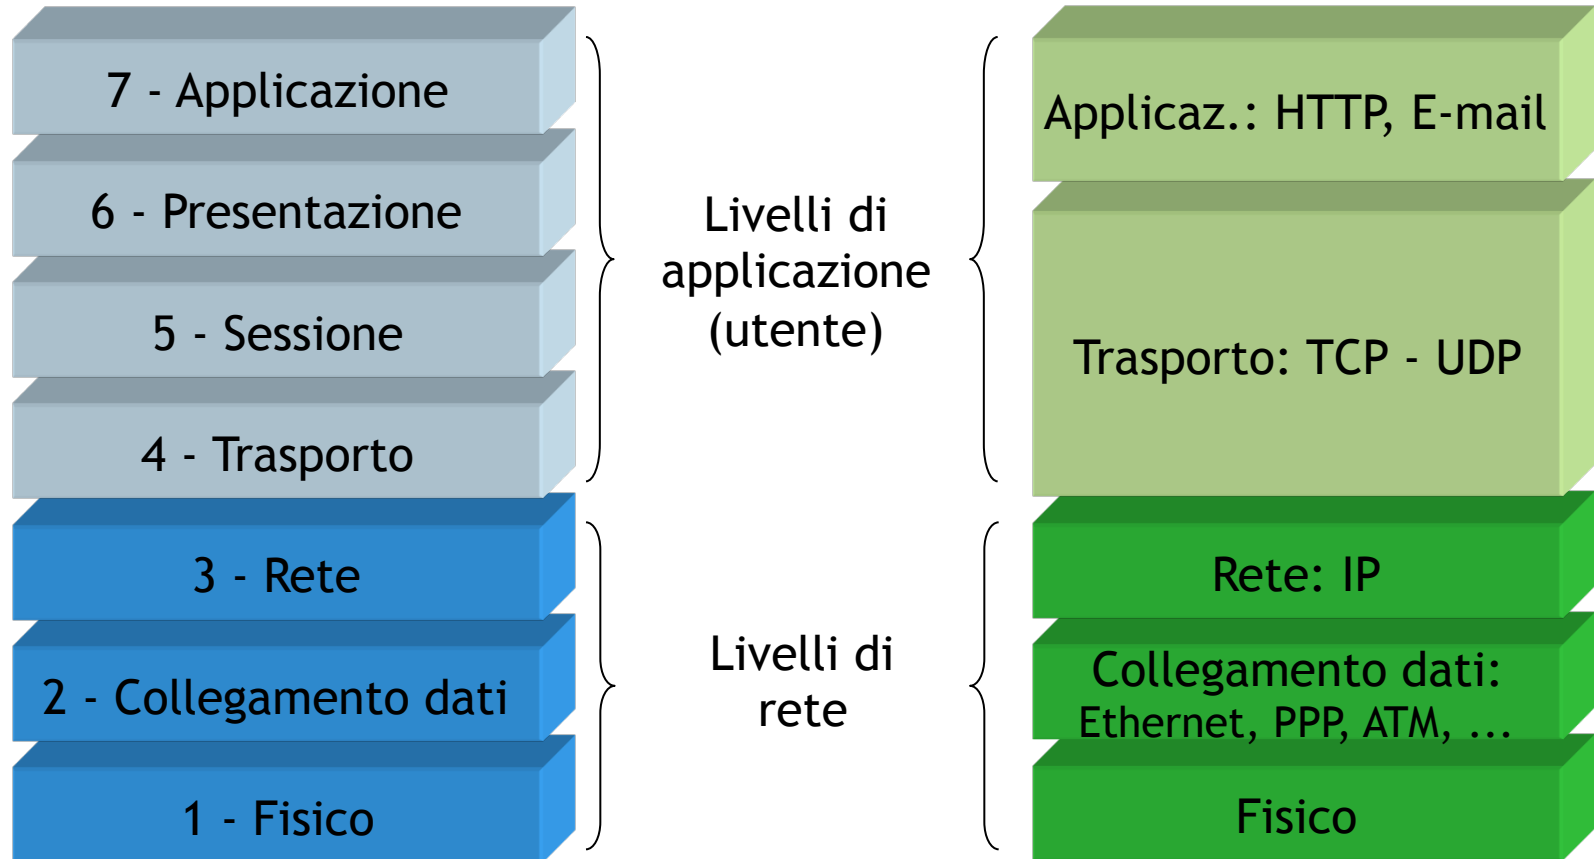 7 - Applicazione
6 - Presentazione
5 - Sessione
4 - Trasporto
3 - Rete
2 - Collegamento dati
1 - Fisico
Livelli di
applicazione
(utente)
Livelli di
rete
Applicaz.: HTTP, E-mail
Trasporto: TCP - UDP
Rete: IP
Collegamento dati:
Ethernet, PPP, ATM, ...
Fisico